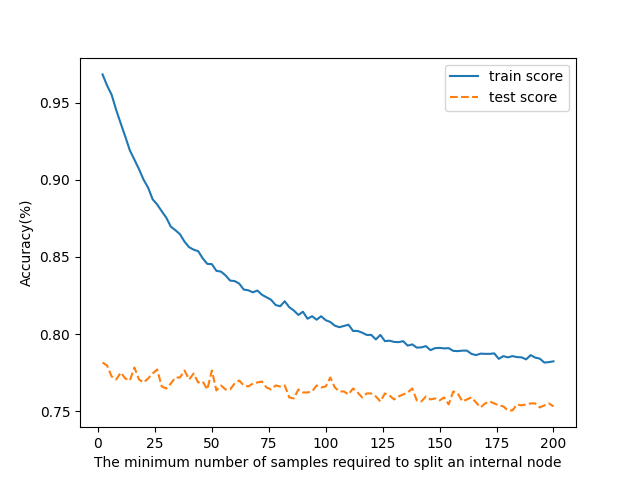 train score
test score
Accuracy(%)
0.95
0.90
0.85
0.80
0.75
0 25 50 75 100 125 150 175 200
The minimum number of samples required to split an internal node